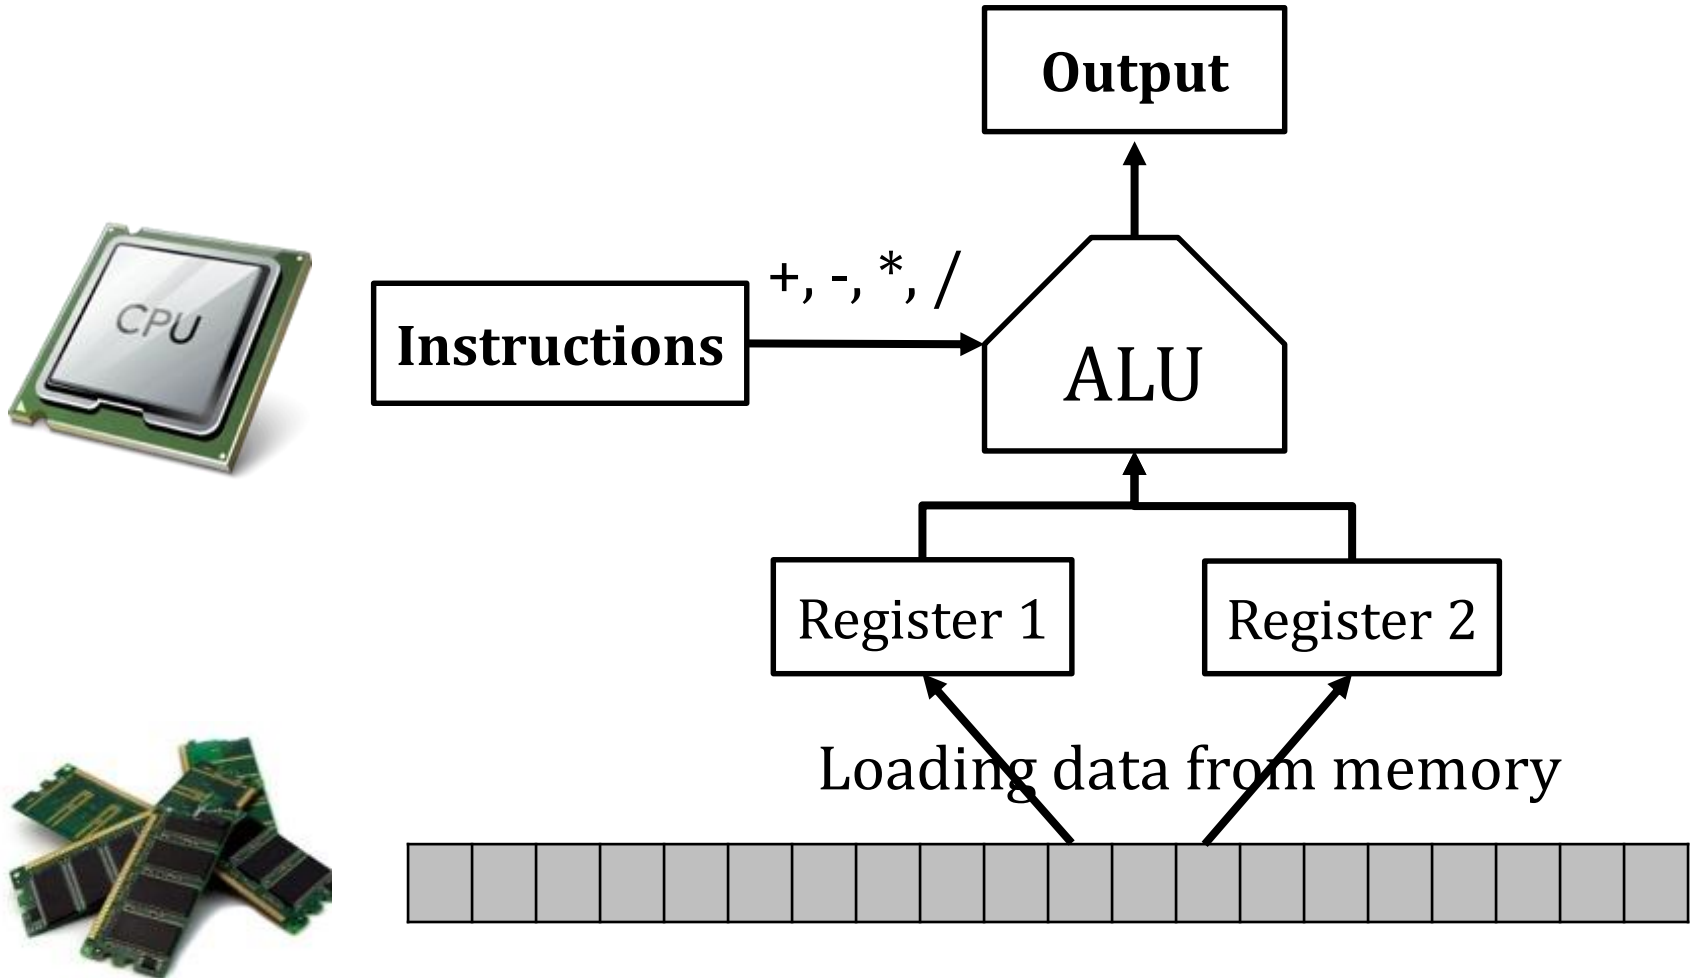 Output
+, -, *, /
CPU
Instructions
ALU
Register 1
Register 2
Loading data from memory